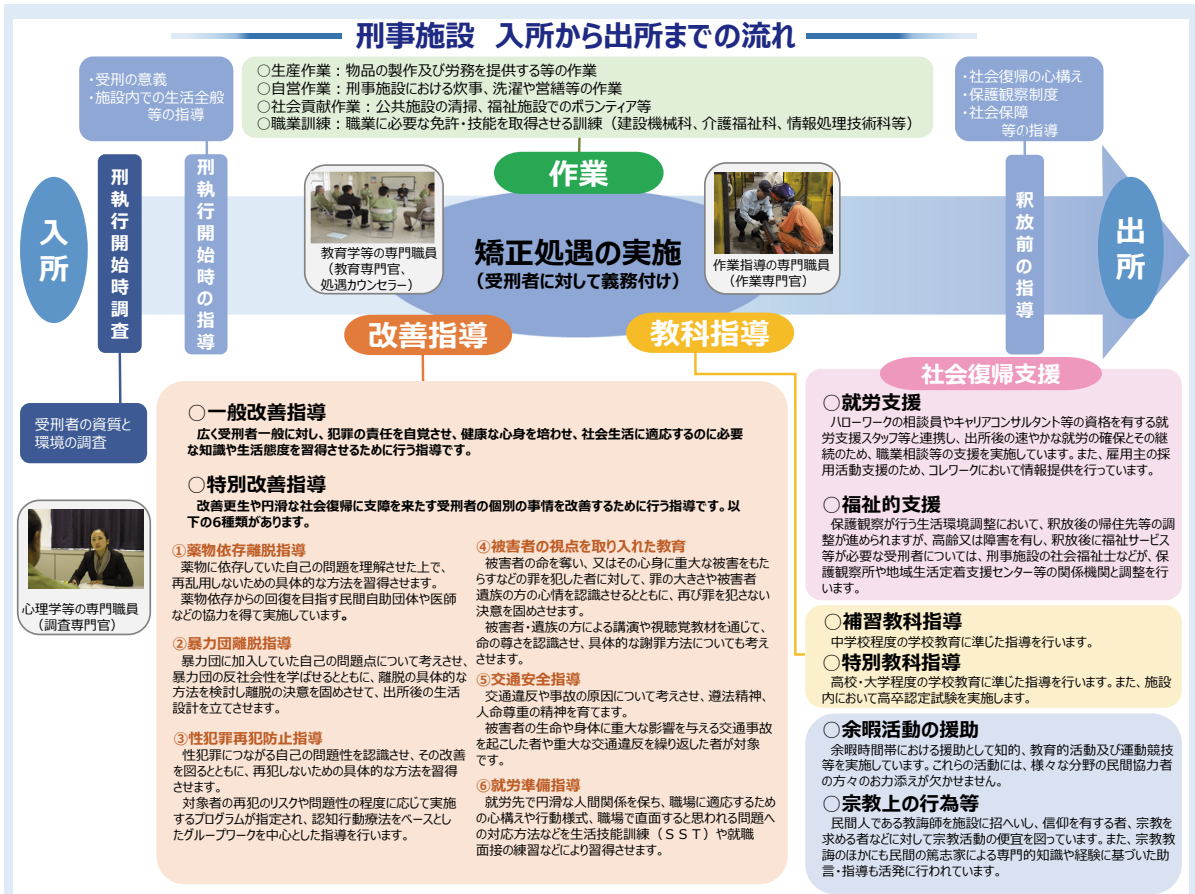 刑事施設 入所から出所までの流れ
・受刑の意義
・施設内での生活全般
等の指導
○生産作業：物品の製作及び労務を提供する等の作業
○自営作業：刑事施設における炊事、洗濯や営繕等の作業
○社会貢献作業：公共施設の清掃、福祉施設でのボランティア等
○職業訓練：職業に必要な免許・技能を取得させる訓練（建設機械科、介護福祉科、情報処理技術科等）
・社会復帰の心構え
・保護観察制度
・社会保障
等の指導
入所
刑執行開始時調査
刑執行開始時の指導
教育学等の専門職員
（教育専門官、
処遇カウンセラー）
作業
矯正処遇の実施
（受刑者に対して義務付け）
作業指導の専門職員
（作業専門官）
釈放前の指導
出所
改善指導
教科指導
受刑者の資質と
環境の調査
心理学等の専門職員
（調査専門官）
○一般改善指導
広く受刑者一般に対し、犯罪の責任を自覚させ、健康な心身を培わせ、社会生活に適応するのに必要
な知識や生活態度を習得させるために行う指導です。
○特別改善指導
改善更生や円滑な社会復帰に支障を来たす受刑者の個別の事情を改善するために行う指導です。以
下の6種類があります。
①薬物依存離脱指導
薬物に依存していた自己の問題を理解させた上で、
再乱用しないための具体的な方法を習得させます。
薬物依存からの回復を目指す民間自助団体や医師
などの協力を得て実施しています。
②暴力団離脱指導
暴力団に加入していた自己の問題点について考えさせ、
暴力団の反社会性を学ばせるとともに、離脱の具体的な
方法を検討し離脱の決意を固めさせて、出所後の生活
設計を立てさせます。
③性犯罪再犯防止指導
性犯罪につながる自己の問題性を認識させ、その改善
を図るとともに、再犯しないための具体的な方法を習得
させます。
対象者の再犯のリスクや問題性の程度に応じて実施
するプログラムが指定され、認知行動療法をベースとし
たグループワークを中心とした指導を行います。
④被害者の視点を取り入れた教育
被害者の命を奪い、又はその心身に重大な被害をもた
らすなどの罪を犯した者に対して、罪の大きさや被害者
遺族の方の心情を認識させるとともに、再び罪を犯さない
決意を固めさせます。
被害者・遺族の方による講演や視聴覚教材を通じて、
命の尊さを認識させ、具体的な謝罪方法についても考え
させます。
⑤交通安全指導
交通違反や事故の原因について考えさせ、遵法精神、
人命尊重の精神を育てます。
被害者の生命や身体に重大な影響を与える交通事故
を起こした者や重大な交通違反を繰り返した者が対象
です。
⑥就労準備指導
就労先で円滑な人間関係を保ち、職場に適応するため
の心構えや行動様式、職場で直面すると思われる問題へ
の対応方法などを生活技能訓練（ＳＳＴ）や就職
面接の練習などにより習得させます。
社会復帰支援
○就労支援
ハローワークの相談員やキャリアコンサルタント等の資格を有する就
労支援スタッフ等と連携し、出所後の速やかな就労の確保とその継
続のため、職業相談等の支援を実施しています。また、雇用主の採
用活動支援のため、コレワークにおいて情報提供を行っています。
○福祉的支援
保護観察が行う生活環境調整において、釈放後の帰住先等の調
整が進められますが、高齢又は障害を有し、釈放後に福祉サービス
等が必要な受刑者については、刑事施設の社会福祉士などが、保
護観察所や地域生活定着支援センター等の関係機関と調整を行
います。
○補習教科指導
中学校程度の学校教育に準じた指導を行います。
○特別教科指導
高校・大学程度の学校教育に準じた指導を行います。また、施設
内において高卒認定試験を実施します。
○余暇活動の援助
余暇時間帯における援助として知的、教育的活動及び運動競技
等を実施しています。これらの活動には、様々な分野の民間協力者
の方々のお力添えが欠かせません。
○宗教上の行為等
民間人である教誨師を施設に招へいし、信仰を有する者、宗教を
求める者などに対して宗教活動の便宜を図っています。また、宗教教
誨のほかにも民間の篤志家による専門的知識や経験に基づいた助
言・指導も活発に行われています。